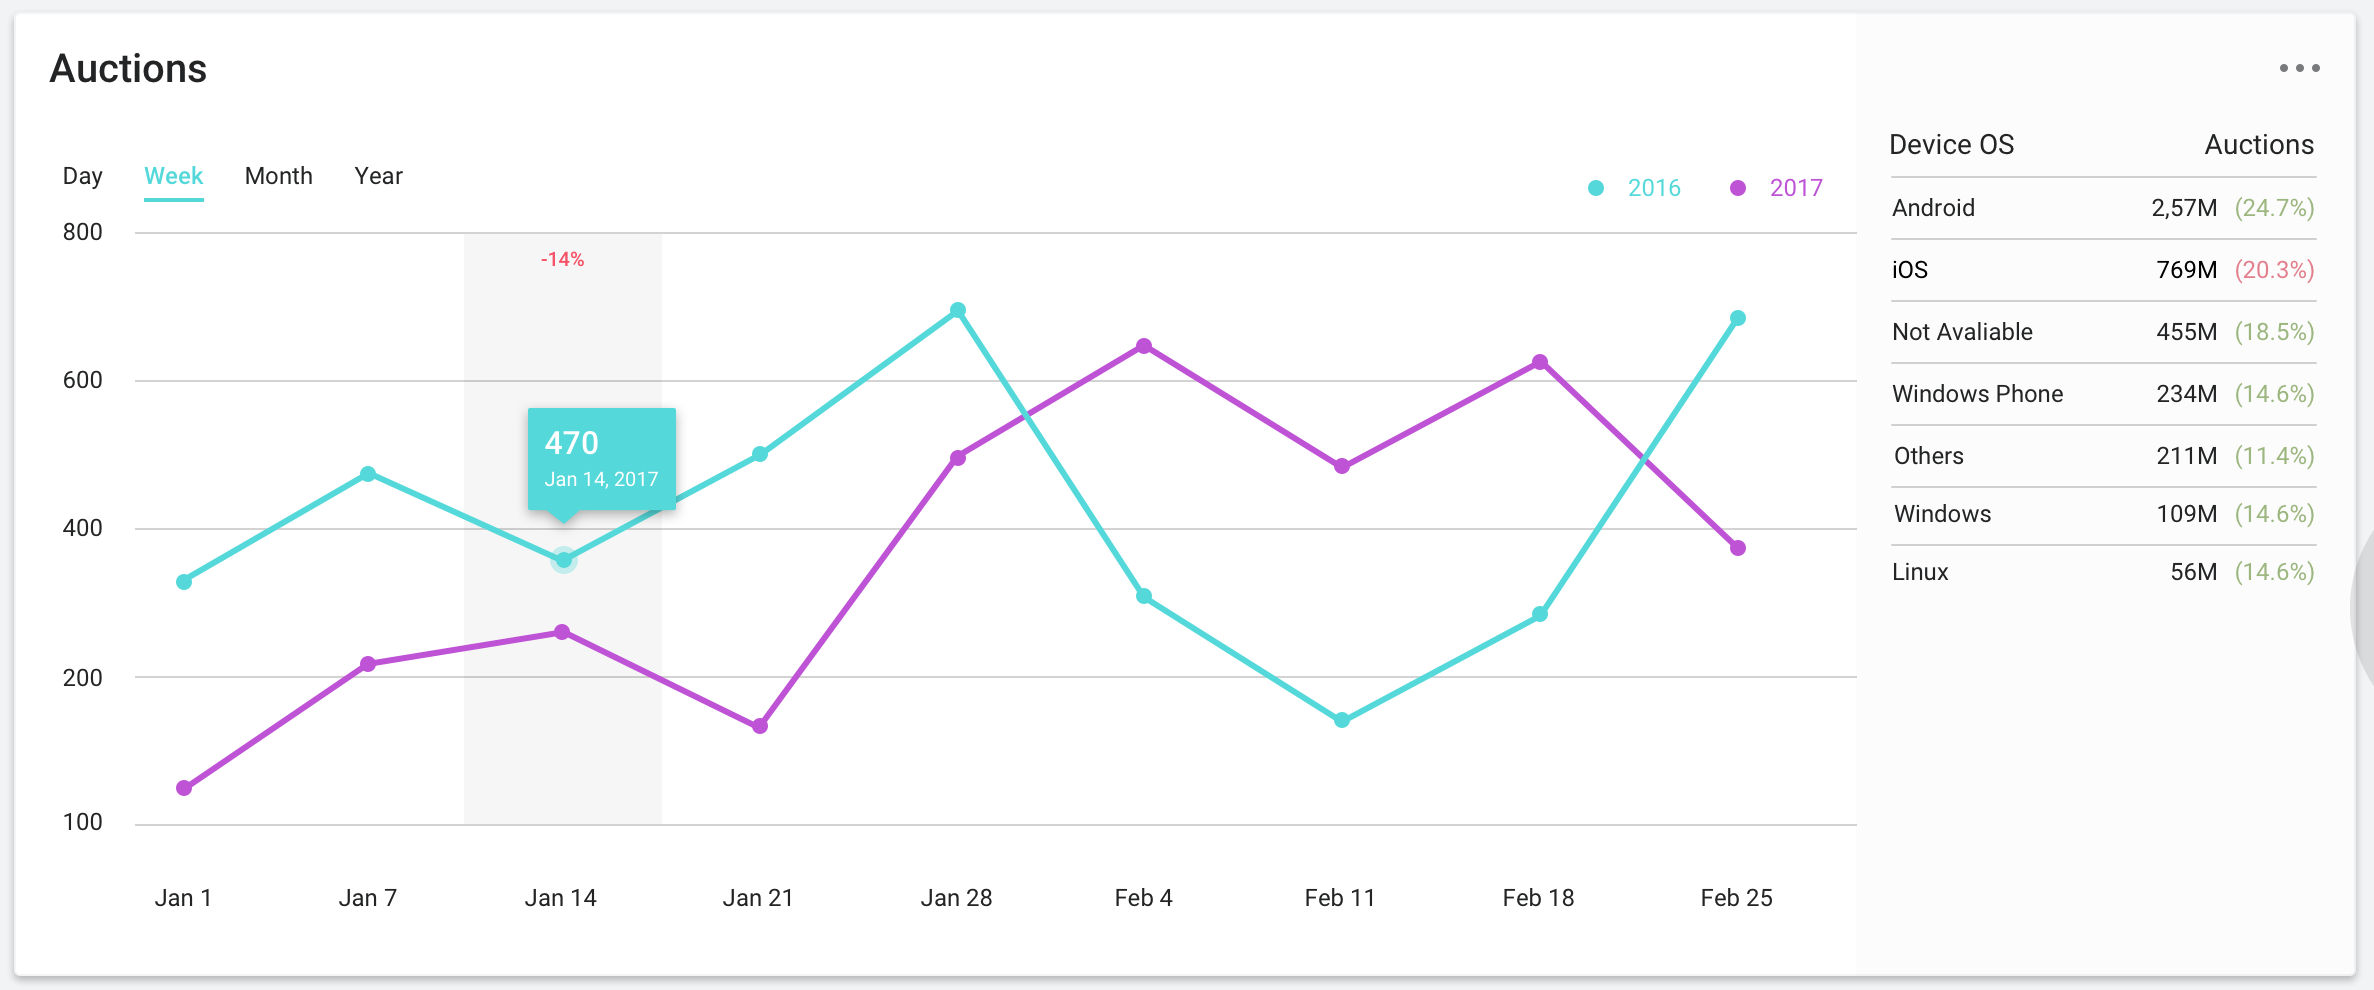 Auctions
Day Week Month Year
2016 2017
800
-14%
600
470
Jan 14, 2017
400
200
100
Jan 1 Jan 7 Jan 14 Jan 21 Jan 28 Feb 4 Feb 11 Feb 18 Feb 25
Device OS Auctions
Android 2,57M (24.7%)
iOS 769M (20.3%)
Not Avaliable 455M (18.5%)
Windows Phone 234M (14.6%)
Others 211M (11.4%)
Windows 109M (14.6%)
Linux 56M (14.6%)